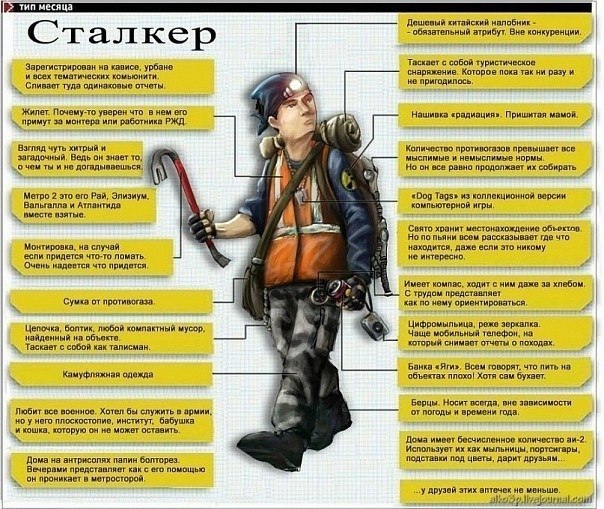 тип месяца
Сталкер
Зарегистрирован на кависе, урбане
и всех тематических комьюнити.
Сливает туда одинаковые отчеты.
Жилет. Почему-то уверен что в нем его
примут за монтера или работника РЖД.
Взгляд чуть хитрый и
загадочный. Ведь он знает то,
о чем ты и не догадываешься.
Метро 2 это его Рай, Элизиум,
Вальгалла и Атлантида
вместе взятые.
Монтировка, на случай
если придется что-то ломать.
Очень надеется что придется.
Сумка от противогаза.
Цепочка, болтик, любой компактный мусор,
найденный на объекте.
Таскает с собой как талисман.
Камуфляжная одежда
Любит все военное. Хотел бы служить в армии,
но у него плоскостопие, институт, бабушка
и кошка, которую он не может оставить.
Дома на антрисолях папин болторез.
Вечерами представляет как с его помощью
он проникает в метросторой.
Дешевый китайский налобник -
- обязательный атрибут. Вне конкуренции.
Таскает с собой туристическое
снаряжение. Которое пока так ни разу и
не пригодилось.
Нашивка «радиация». Пришитая мамой.
Количество противогазов превышает все
мыслимые и немыслимые нормы.
Но он все равно продолжает их собирать
«Dog Tags» из коллекционной версии
компьютерной игры.
Свято хранит местонахождение объектов.
Но по пьяни всем рассказывает где что
находится, даже если это никому
не интересно.
Имеет компас, ходит с ним даже за хлебом.
С трудом представляет
как по нему ориентироваться.
Цифромыльница, реже зеркалка.
Чаще мобильный телефон, на
который снимает отчеты о походах.
Банка «Яги». Всем говорят, что пить на
объектах плохо! Хотя сам бухает.
Берцы. Носит всегда, вне зависимости
от погоды и времени года.
Дома имеет бесчисленное количество аи-2.
Использует их как мыльницы, портсигары,
подставки под цветы, дарит друзьям...
...у друзей этих аптечек не меньше.
aiko3p.livejournal.com